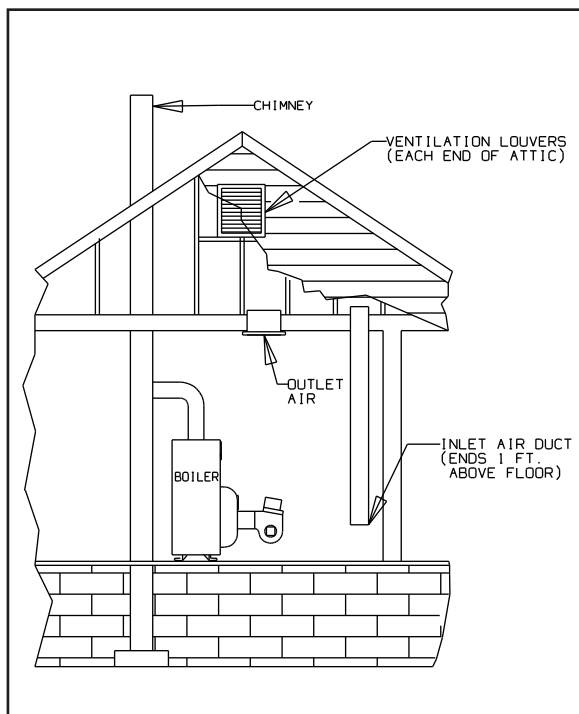 CHIMNEY
VENTILATION LOUVERS
(EACH END OF ATTIC)
OUTLET
AIR
INLET AIR DUCT
(ENDS 1 FT.
ABOVE FLOOR)
BOILER